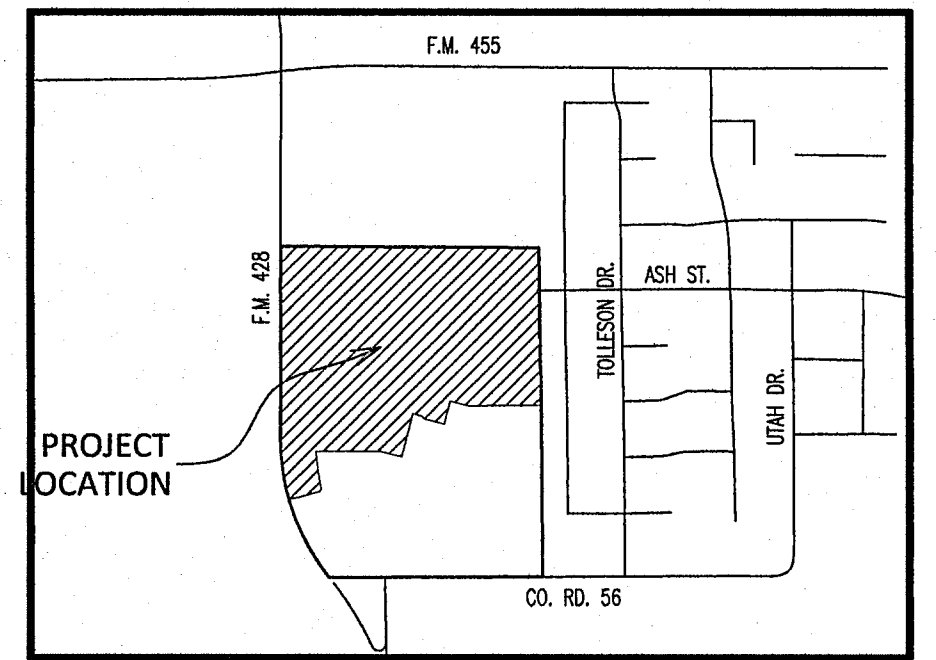 F.M. 455
F.M. 428
TOLLESON DR.
ASH ST.
UTAH DR.
PROJECT
LOCATION
CO. RD. 56